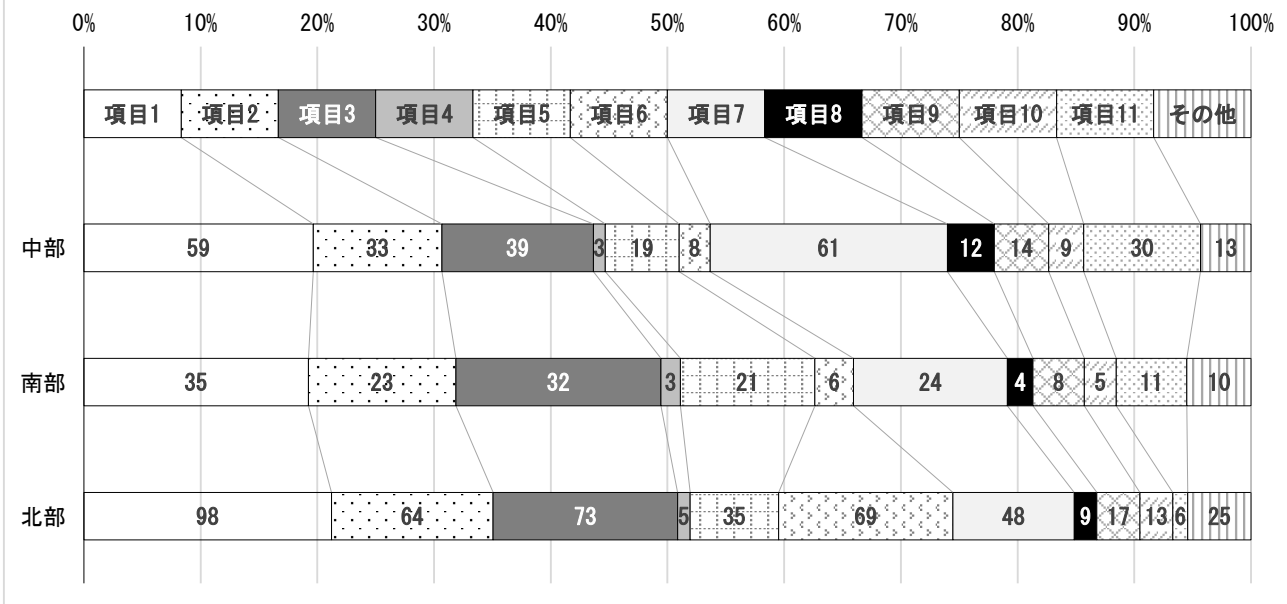 0% 10% 20% 30% 40% 50% 60% 70% 80% 90% 100%
項目1 項目2 項目3 項目4 項目5 項目6 項目7 項目8 項目9 項目10 項目11 その他
中部 59 33 39 3 19 8 61 12 14 9 30 13
南部 35 23 32 3 21 6 24 4 8 5 11 10
北部 98 64 73 5 35 69 48 9 17 13 6 25